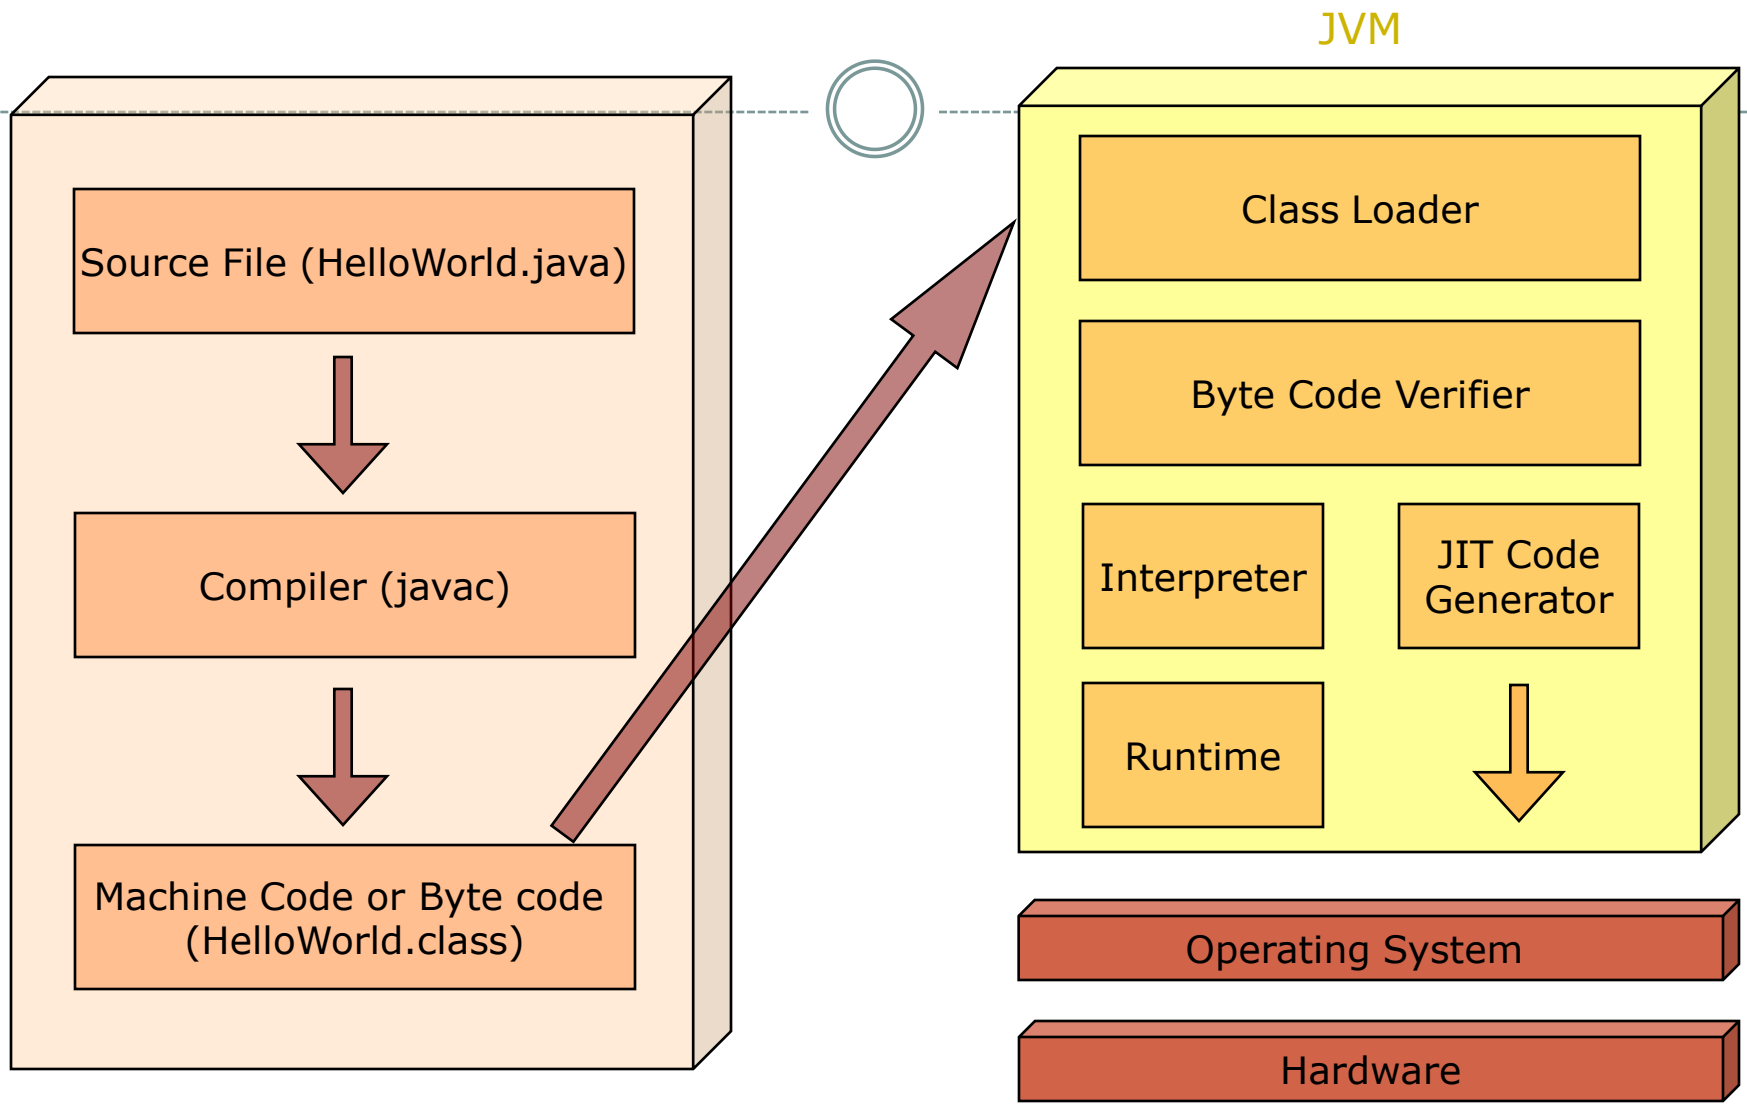 JVM
Source File (HelloWorld.java)
Compiler (javac)
Machine Code or Byte code
(HelloWorld.class)
Class Loader
Byte Code Verifier
Interpreter
JIT Code
Generator
Runtime
Operating System
Hardware